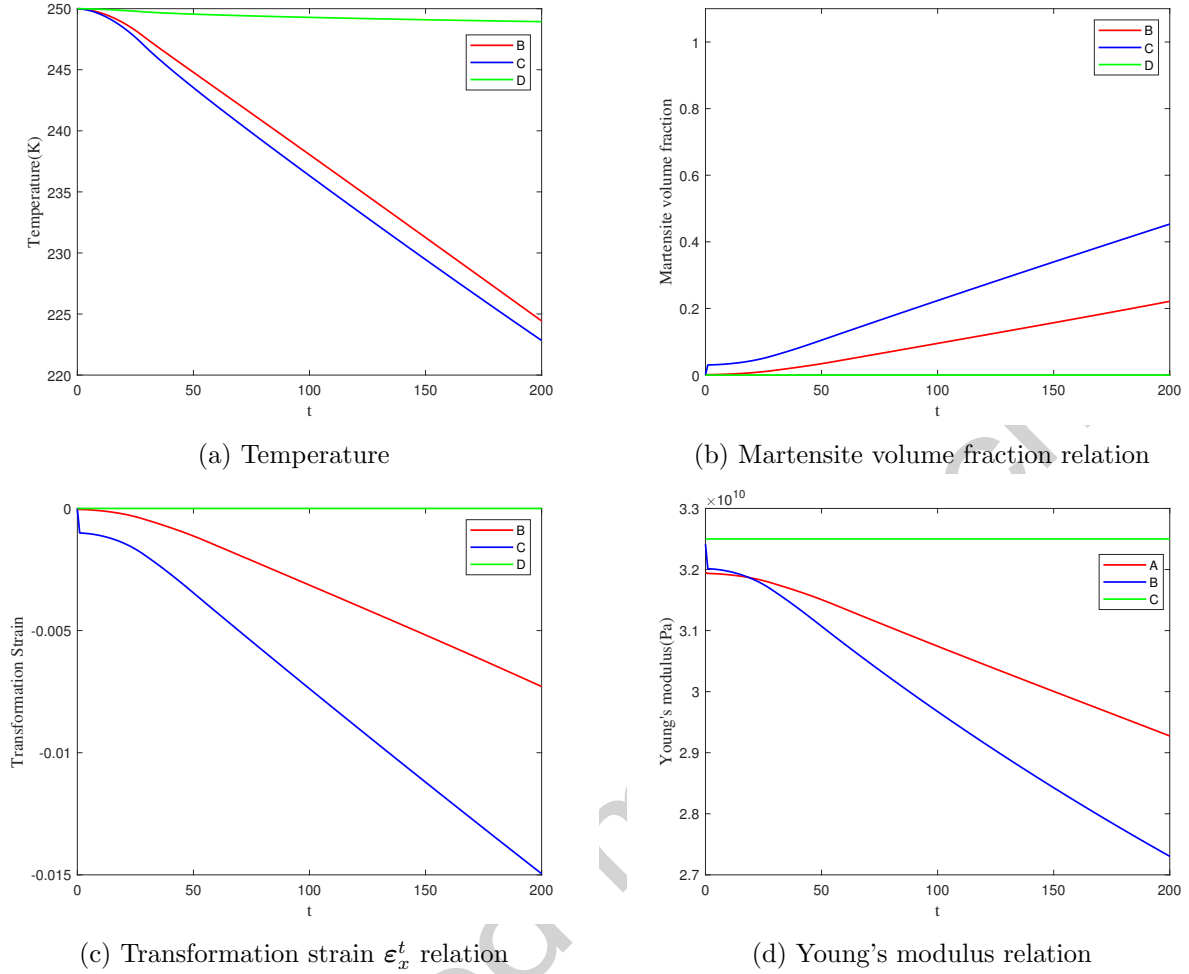 250
245
240
235
230
225
220
Temperature(K)
0 50 100 150 200
t
B
C
D
(a) Temperature
1
0.8
0.6
0.4
0.2
0
Martensite volume fraction
0 50 100 150 200
t
B
C
D
(b) Martensite volume fraction relation
0
-0.005
-0.01
-0.015
Transformation Strain
0 50 100 150 200
t
B
C
D
(c) Transformation strain εₓᵗ relation
×10¹⁰
3.3
3.2
3.1
3
2.9
2.8
2.7
Young's modulus(Pa)
0 50 100 150 200
t
A
B
C
(d) Young's modulus relation